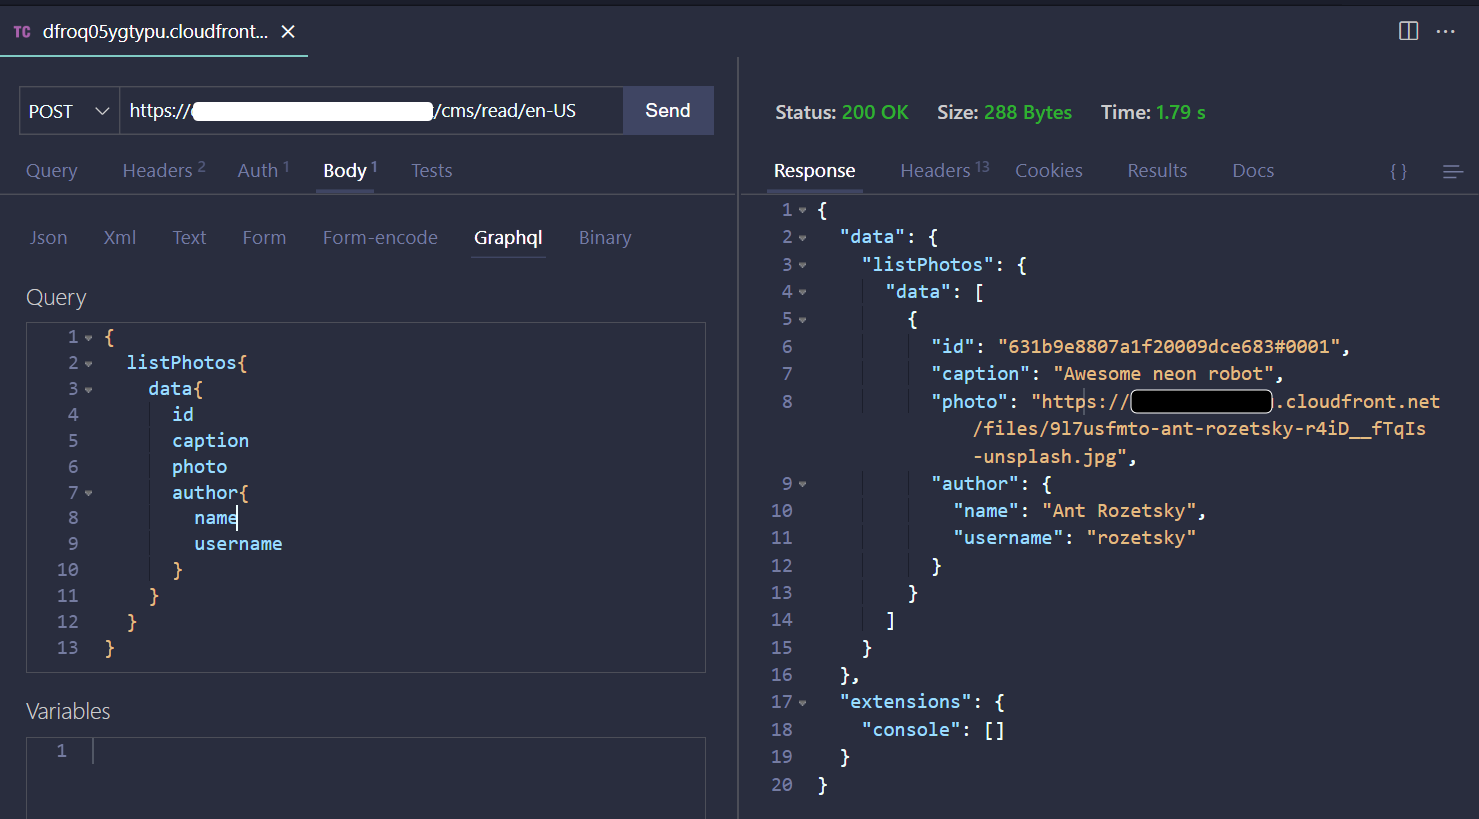 TC dfroq05ygtypu.cloudfront...
POST https:///cms/read/en-US Send
Query Headers 2 Auth 1 Body 1 Tests
Json Xml Text Form Form-encode Graphql Binary
Query
1 {
2 listPhotos{
3 data{
4 id
5 caption
6 photo
7 author{
8 name
9 username
10 }
11 }
12 }
13 }
Variables
1
Status: 200 OK Size: 288 Bytes Time: 1.79 s
Response Headers 13 Cookies Results Docs {}
1 {
2 "data": {
3 "listPhotos": {
4 "data": [
5 {
6 "id": "631b9e8807a1f20009dce683#0001",
7 "caption": "Awesome neon robot",
8 "photo": "https://.cloudfront.net
/files/9l7usfmto-ant-rozetsky-r4iD__fTqIs
-unsplash.jpg",
9 "author": {
10 "name": "Ant Rozetsky",
11 "username": "rozetsky"
12 }
13 }
14 ]
15 }
16 },
17 "extensions": {
18 "console": []
19 }
20 }